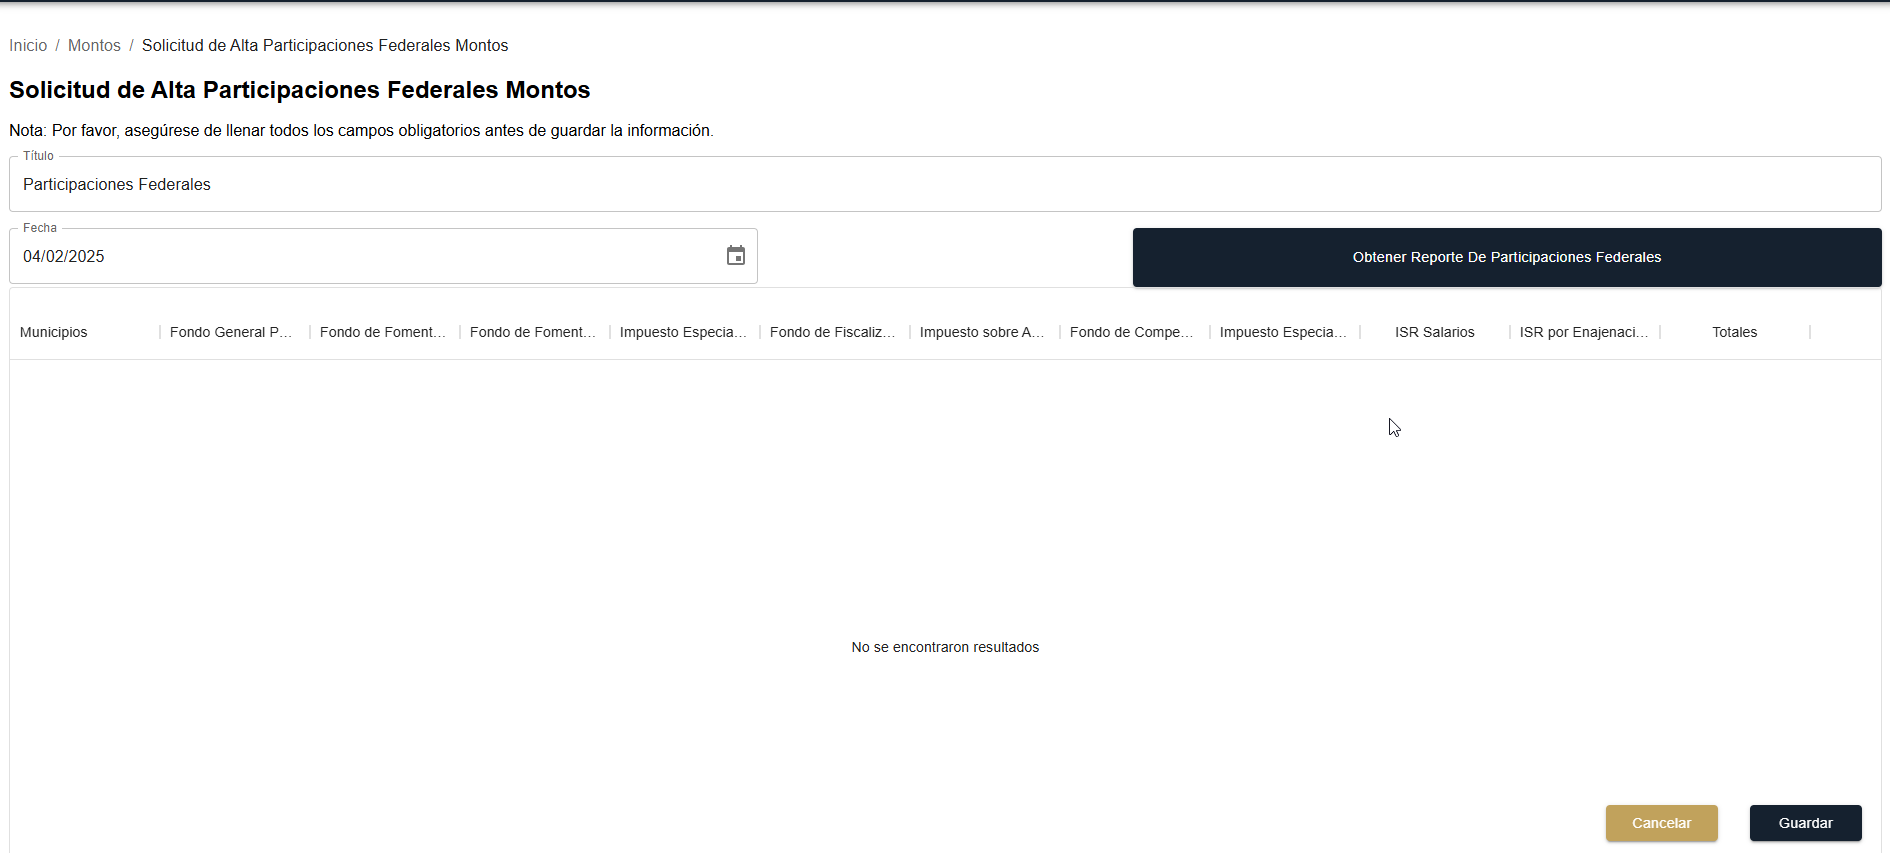 Inicio / Montos / Solicitud de Alta Participaciones Federales Montos
Solicitud de Alta Participaciones Federales Montos
Nota: Por favor, asegúrese de llenar todos los campos obligatorios antes de guardar la información.
Título
Participaciones Federales
Fecha
04/02/2025
Obtener Reporte De Participaciones Federales
Municipios Fondo General P... Fondo de Foment... Fondo de Foment... Impuesto Especia... Fondo de Fiscaliz... Impuesto sobre A... Fondo de Compe... Impuesto Especia... ISR Salarios ISR por Enajenaci... Totales
No se encontraron resultados
Cancelar Guardar